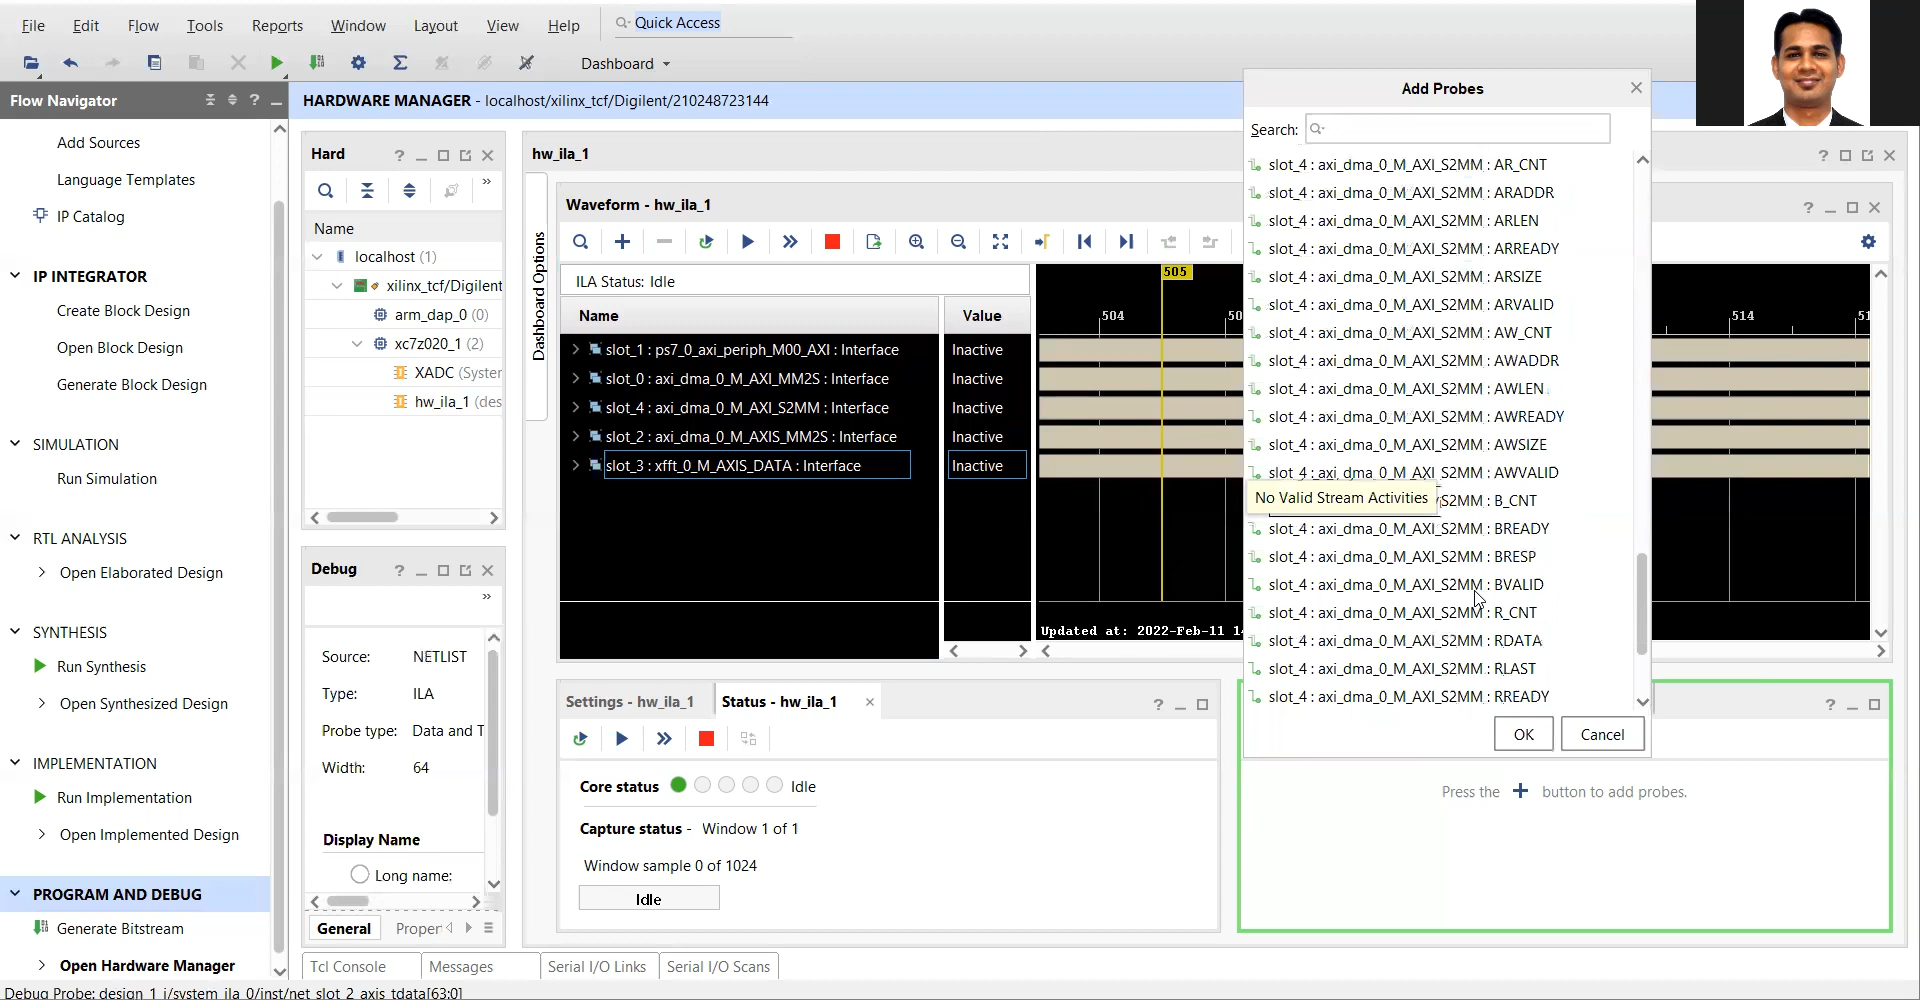 File Edit Flow Tools Reports Window Layout View Help Quick Access
Dashboard
Flow Navigator
Add Sources
Language Templates
IP Catalog
IP INTEGRATOR
Create Block Design
Open Block Design
Generate Block Design
SIMULATION
Run Simulation
RTL ANALYSIS
Open Elaborated Design
SYNTHESIS
Run Synthesis
Open Synthesized Design
IMPLEMENTATION
Run Implementation
Open Implemented Design
PROGRAM AND DEBUG
Generate Bitstream
Open Hardware Manager
HARDWARE MANAGER - localhost/xilinx_tcf/Digilent/210248723144
Hard
Name
localhost (1)
xilinx_tcf/Digilent
arm_dap_0 (0)
xc7z020_1 (2)
XADC (Syster
hw_ila_1 (des
Debug
Source: NETLIST
Type: ILA
Probe type: Data and T
Width: 64
Display Name
Long name:
General Proper
hw_ila_1
Dashboard Options
Waveform - hw_ila_1
ILA Status: Idle
Name Value
slot_1 : ps7_0_axi_periph_M00_AXI : Interface Inactive
slot_0 : axi_dma_0_M_AXI_MM2S : Interface Inactive
slot_4 : axi_dma_0_M_AXI_S2MM : Interface Inactive
slot_2 : axi_dma_0_M_AXIS_MM2S : Interface Inactive
slot_3 : xfft_0_M_AXIS_DATA : Interface Inactive
505
504 50 514 51
Updated at: 2022-Feb-11 1
Settings - hw_ila_1 Status - hw_ila_1
Core status Idle
Capture status - Window 1 of 1
Window sample 0 of 1024
Idle
Add Probes
Search:
slot_4 : axi_dma_0_M_AXI_S2MM : AR_CNT
slot_4 : axi_dma_0_M_AXI_S2MM : ARADDR
slot_4 : axi_dma_0_M_AXI_S2MM : ARLEN
slot_4 : axi_dma_0_M_AXI_S2MM : ARREADY
slot_4 : axi_dma_0_M_AXI_S2MM : ARSIZE
slot_4 : axi_dma_0_M_AXI_S2MM : ARVALID
slot_4 : axi_dma_0_M_AXI_S2MM : AW_CNT
slot_4 : axi_dma_0_M_AXI_S2MM : AWADDR
slot_4 : axi_dma_0_M_AXI_S2MM : AWLEN
slot_4 : axi_dma_0_M_AXI_S2MM : AWREADY
slot_4 : axi_dma_0_M_AXI_S2MM : AWSIZE
slot_4 : axi_dma_0_M_AXI_S2MM : AWVALID
No Valid Stream Activities S2MM : B_CNT
slot_4 : axi_dma_0_M_AXI_S2MM : BREADY
slot_4 : axi_dma_0_M_AXI_S2MM : BRESP
slot_4 : axi_dma_0_M_AXI_S2MM : BVALID
slot_4 : axi_dma_0_M_AXI_S2MM : R_CNT
slot_4 : axi_dma_0_M_AXI_S2MM : RDATA
slot_4 : axi_dma_0_M_AXI_S2MM : RLAST
slot_4 : axi_dma_0_M_AXI_S2MM : RREADY
OK Cancel
Press the + button to add probes.
Tcl Console Messages Serial I/O Links Serial I/O Scans
Debug Probe: design_1_i/system_ila_0/inst/net_slot_2_axis_tdata[63:0]